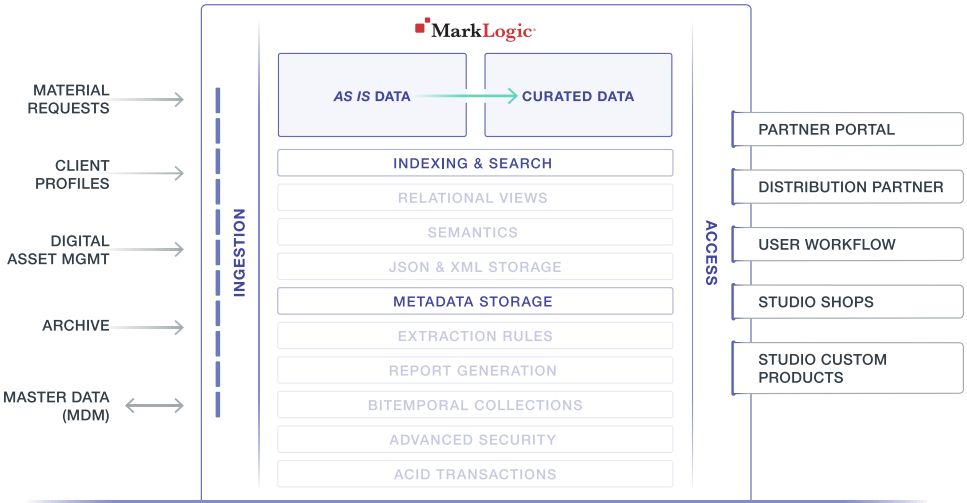 MarkLogic
MATERIAL
REQUESTS
CLIENT
PROFILES
DIGITAL
ASSET MGMT
ARCHIVE
MASTER DATA
(MDM)
INGESTION
AS IS DATA
CURATED DATA
INDEXING & SEARCH
RELATIONAL VIEWS
SEMANTICS
JSON & XML STORAGE
METADATA STORAGE
EXTRACTION RULES
REPORT GENERATION
BITEMPORAL COLLECTIONS
ADVANCED SECURITY
ACID TRANSACTIONS
ACCESS
PARTNER PORTAL
DISTRIBUTION PARTNER
USER WORKFLOW
STUDIO SHOPS
STUDIO CUSTOM
PRODUCTS